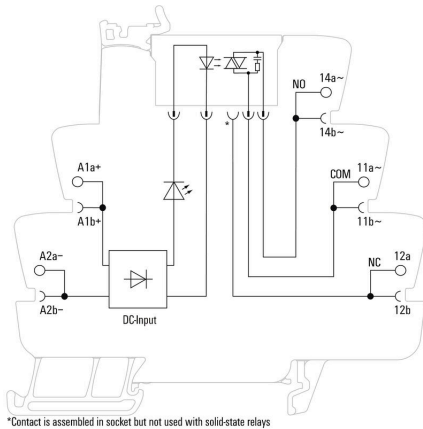 14a~
NO
14b~
*
A1a+
COM
11a~
A1b+
11b~
A2a–
NC
12a
A2b–
DC-Input
12b
*Contact is assembled in socket but not used with solid-state relays